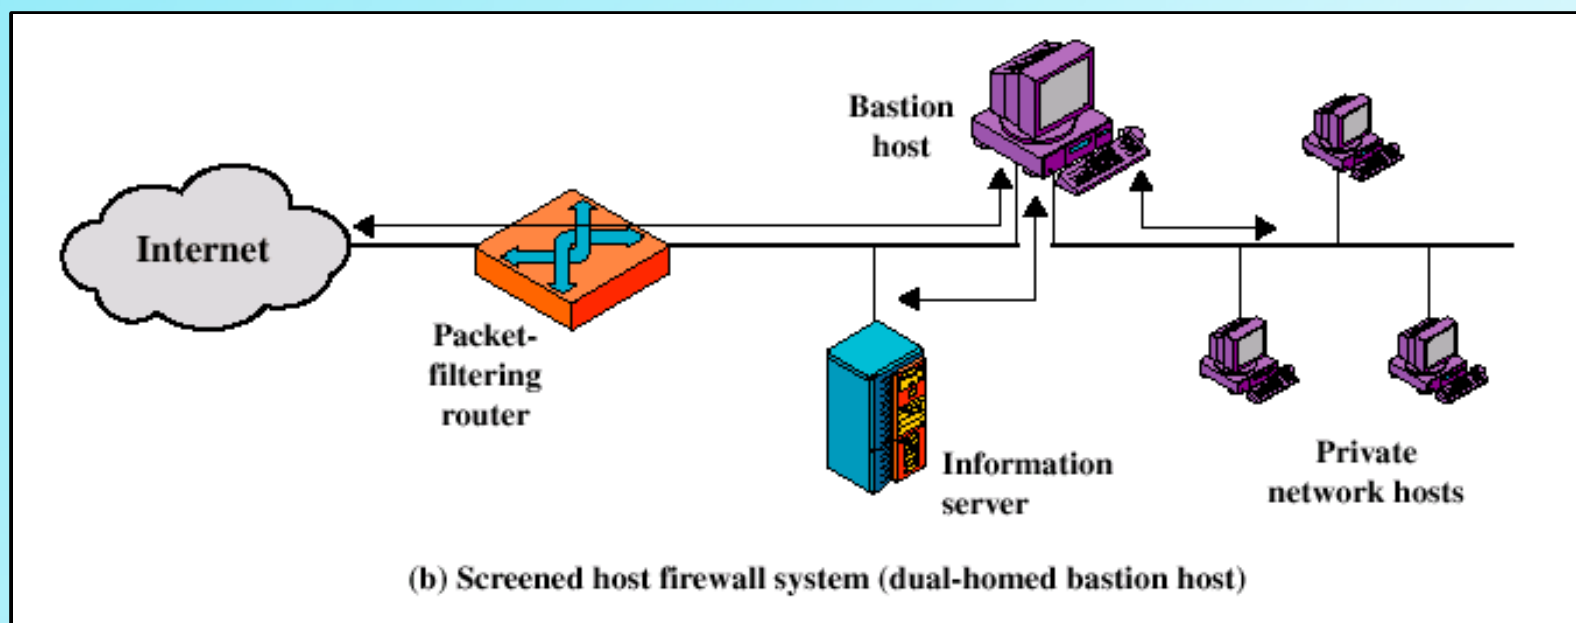 Bastion
host
Internet
Packet-
filtering
router
Information
server
Private
network hosts
(b) Screened host firewall system (dual-homed bastion host)